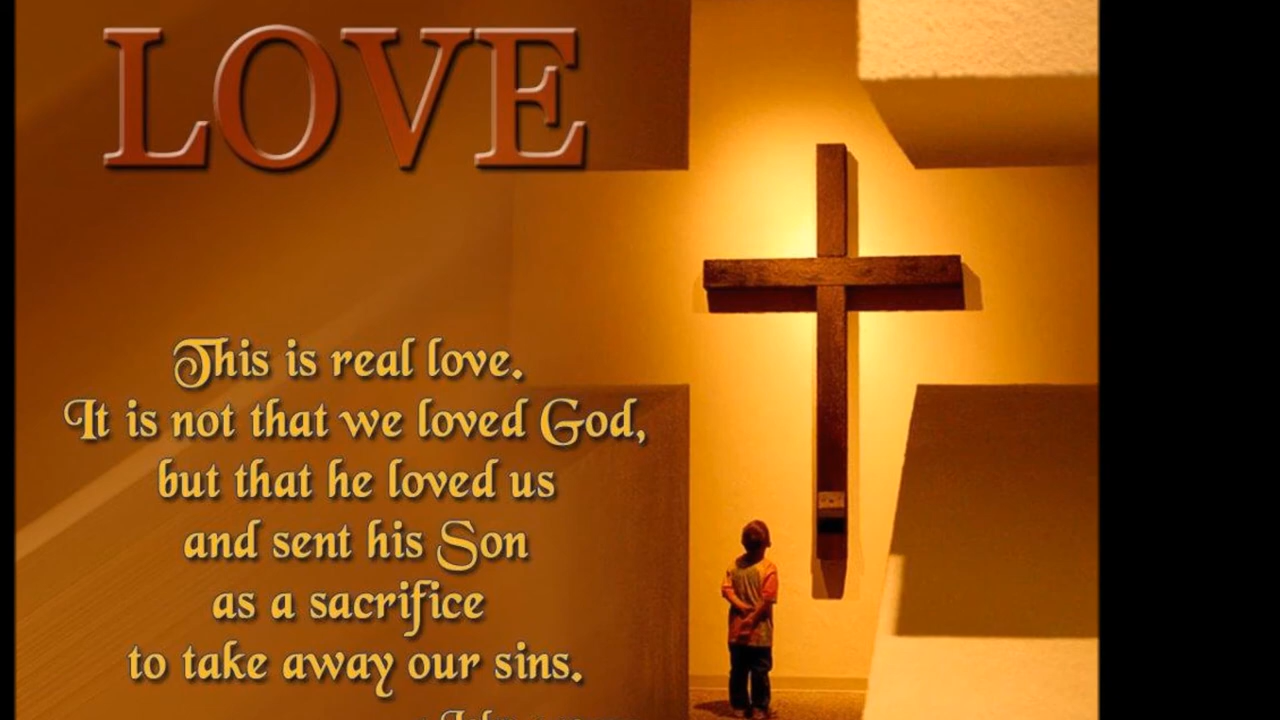 LOVE
This is real love.
It is not that we loved God,
but that he loved us
and sent his Son
as a sacrifice
to take away our sins.